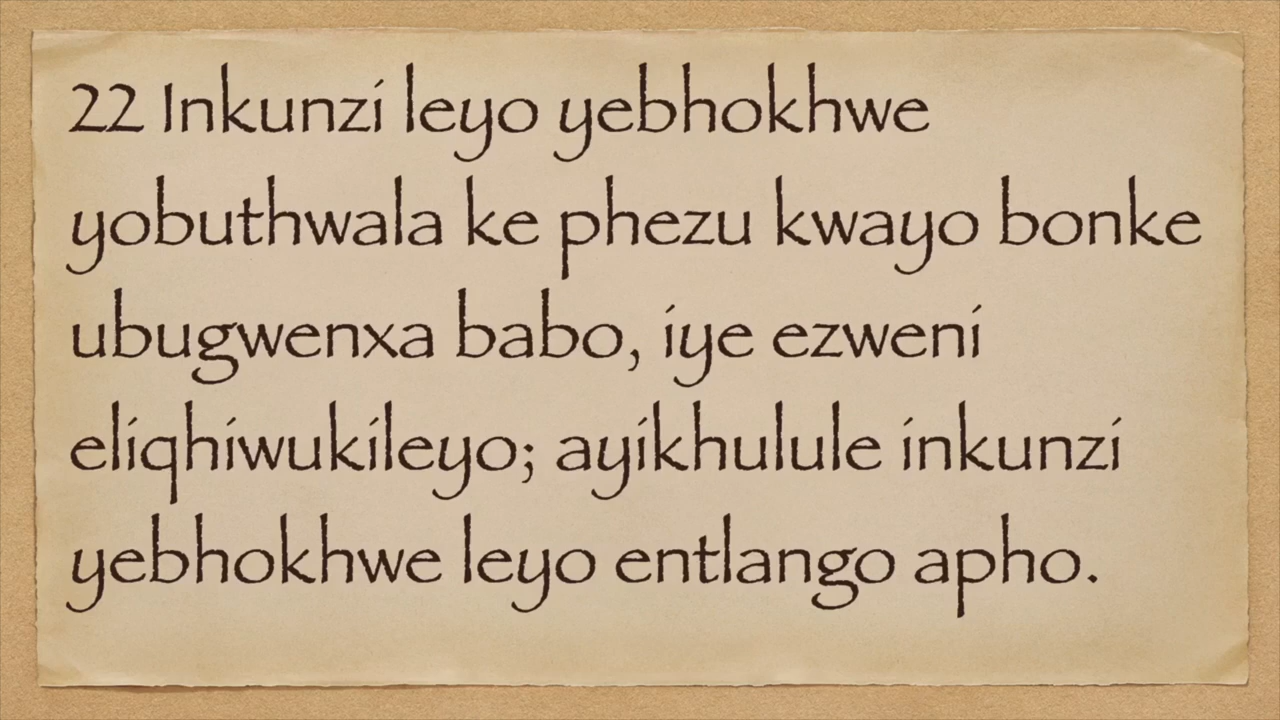 22 Inkunzi leyo yebhokhwe
yobuthwala ke phezu kwayo bonke
ubugwenxa babo, iye ezweni
eliqhiwukileyo; ayikhulule inkunzi
yebhokhwe leyo entlango apho.